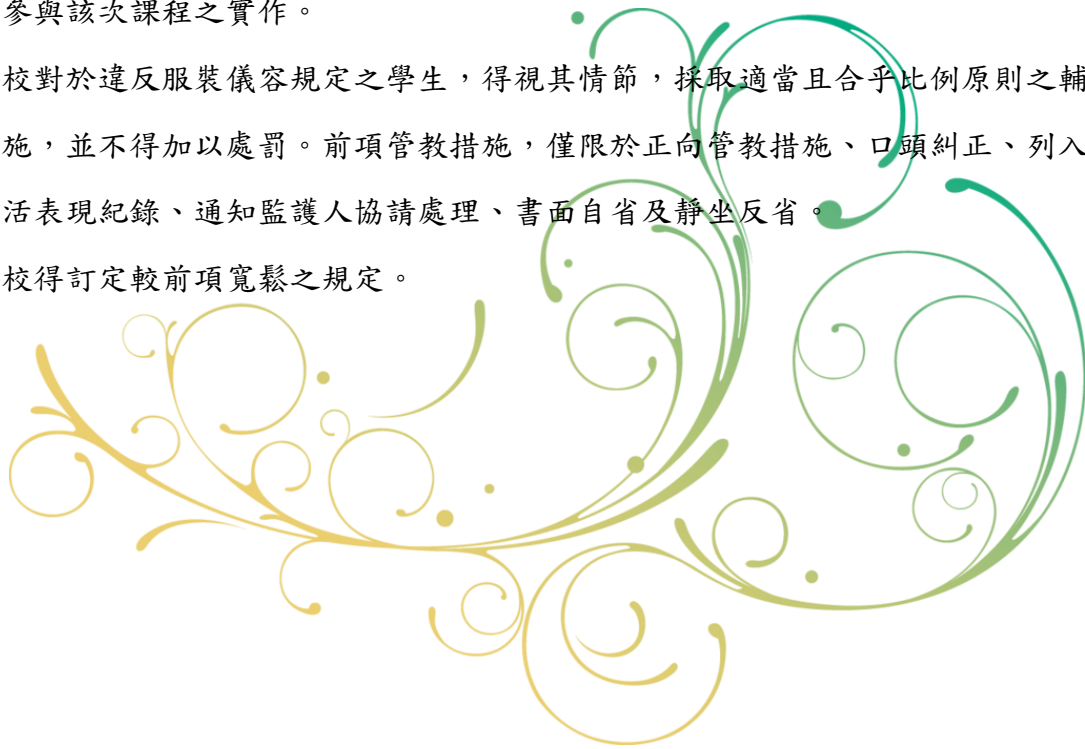 參與該次課程之實作。
校對於違反服裝儀容規定之學生，得視其情節，採取適當且合乎比例原則之輔
施，並不得加以處罰。前項管教措施，僅限於正向管教措施、口頭糾正、列入
活表現紀錄、通知監護人協請處理、書面自省及靜坐反省。
校得訂定較前項寬鬆之規定。